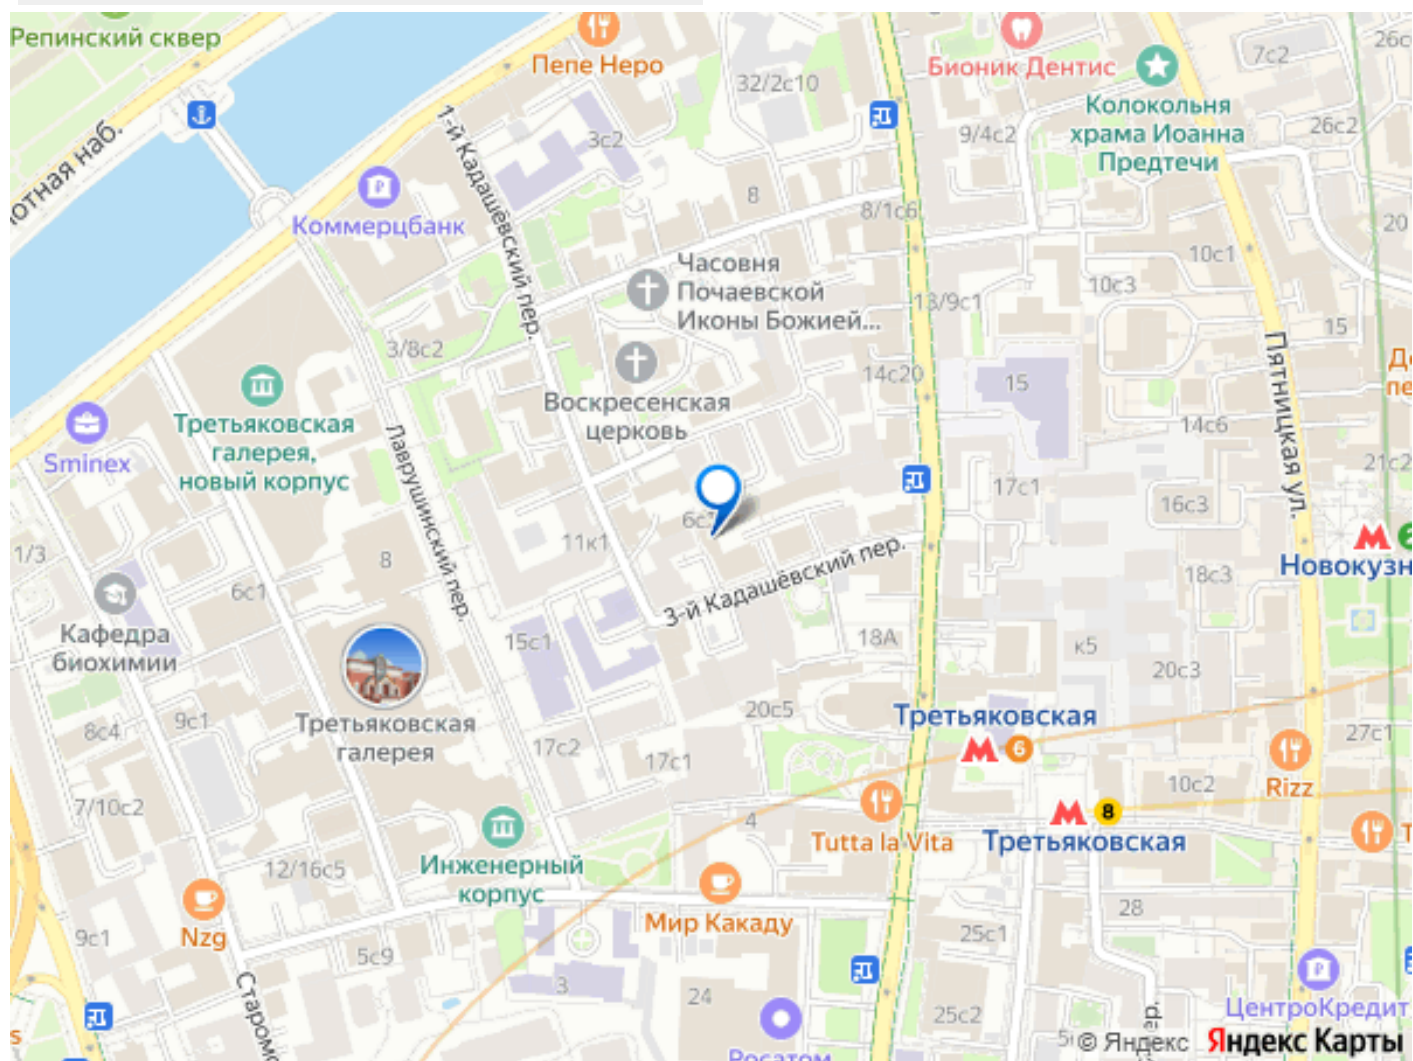 Репинский сквер
Пепе Неро
Бионик Дентис
7с2
32/2с10
Колокольня
храма Иоанна
Предтечи
9/4с2
26с2
3с2
1-й Кадашёвский пер.
Коммерцбанк
8
8/1с6
20
10с1
Часовня
Почаевской
Иконы Божией...
10с3
13/9с1
15
3/8с2
Пятницкая ул.
Третьяковская
галерея,
новый корпус
14с20
15
Воскресенская
церковь
14с6
Sminex
Лаврушинский пер.
21с2
17с1
16с3
11к1
1/3
8
6с1
3-й Кадашёвский пер.
18с3
Кафедра
биохимии
15с1
18А
к5
20с3
Третьяковская
галерея
8с4
9с1
20с5
Третьяковская
6
27с1
17с2
17с1
10с2
Rizz
7/10с2
4
8
Tutta la Vita
Третьяковская
Инженерный
корпус
12/16с5
Мир Какаду
28
Nzg
9с1
5с9
25с1
3
24
25с2
ЦентроКредит
Росатом
© Яндекс Яндекс Карты